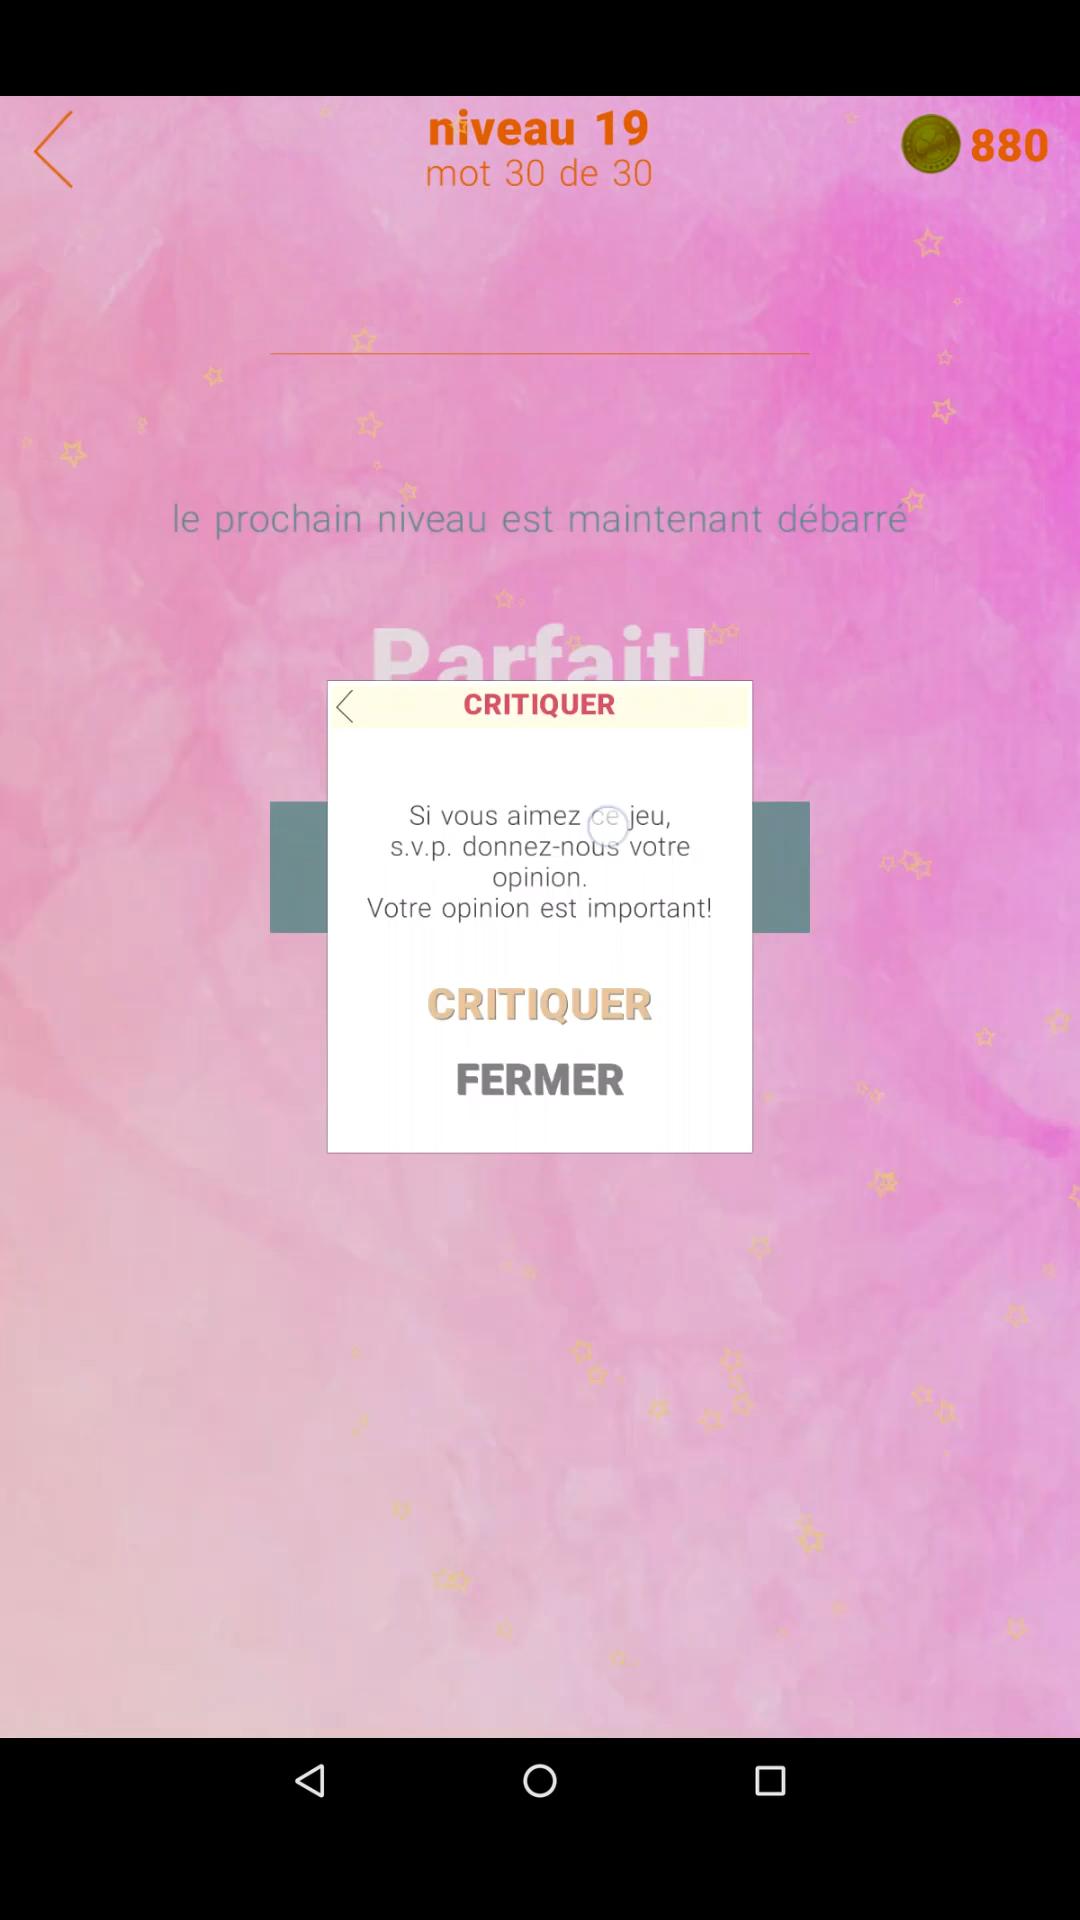 niveau 19
mot 30 de 30
880
le prochain niveau est maintenant débarré
Parfait!
CRITIQUER
Si vous aimez ce jeu,
s.v.p. donnez-nous votre
opinion.
Votre opinion est important!
CRITIQUER
FERMER